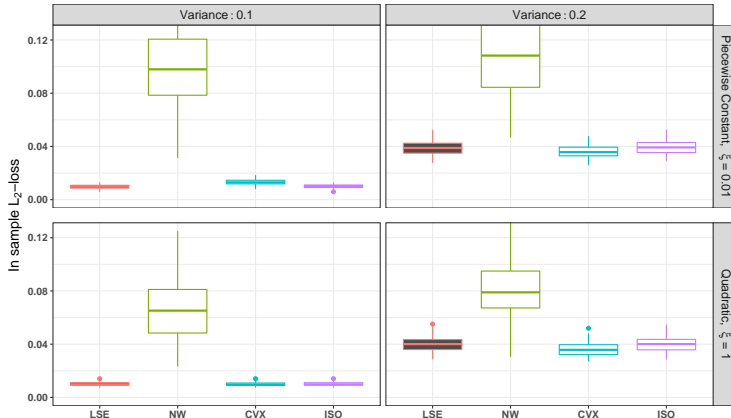 Variance : 0.1
Variance : 0.2
0.12
0.08
0.04
0.00
Piecewise Constant, ξ = 0.01
In sample L₂−loss
0.12
0.08
0.04
0.00
Quadratic, ξ = 1
LSE NW CVX ISO
LSE NW CVX ISO